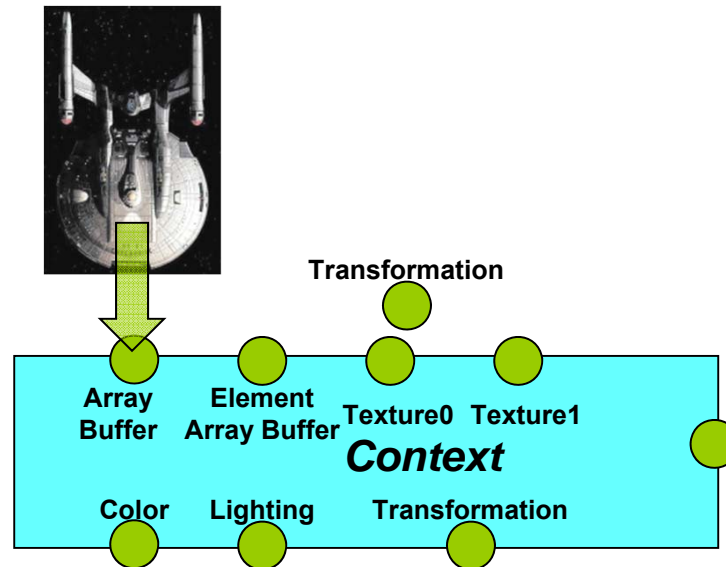 Transformation
Array
Buffer
Element
Array Buffer
Texture0
Texture1
Context
Color
Lighting
Transformation